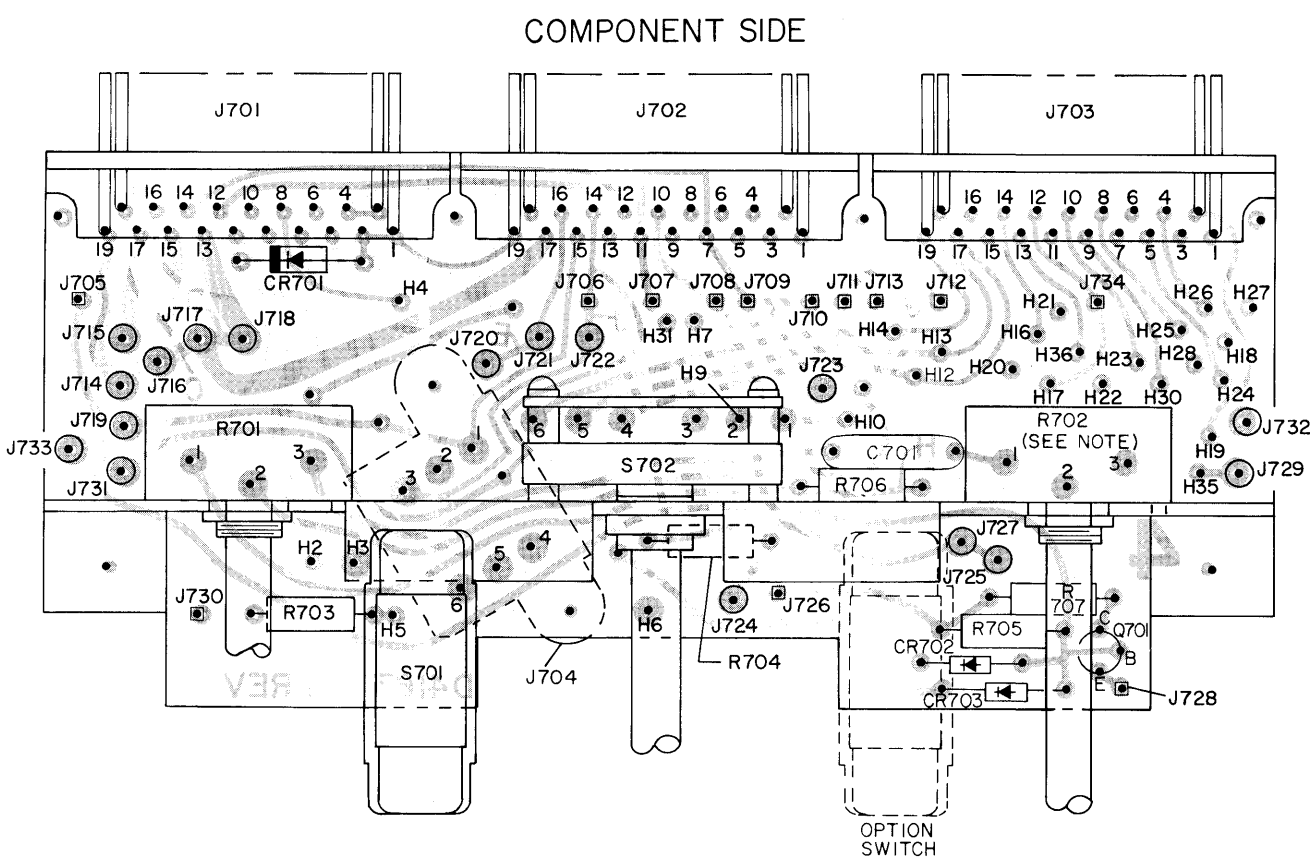 COMPONENT SIDE
J701 J702 J703
16 14 12 10 8 6 4 16 14 12 10 8 6 4 16 14 12 10 8 6 4
19 17 15 13 1 19 17 15 13 11 9 7 5 3 1 19 17 15 13 11 9 7 5 3 1
CR701
J705 H4 J706 J707 J708 J709 J710 J711 J713 J712 J734 H21 H26 H27
J715 J717 J718 J720 J721 J722 H31 H7 H14 H13 H16 H25 H18
J716 J714 H9 J723 H12 H20 H36 H23 H28
H17 H22 H30 H24
J719 R701 6 5 4 3 2 1 H10 R702 J732
J733 1 2 3 1 2 3 S702 C701 1 (SEE NOTE) 2 3 H19
J731 R706 H35 J729
H2 H3 5 4 J727
J725
J730 R703 H5 6 H6 J724 J726 R 707 C
R705 Q701
S701 J704 R704 CR702 B
E
CR703 J728
D416 REV
4
OPTION
SWITCH